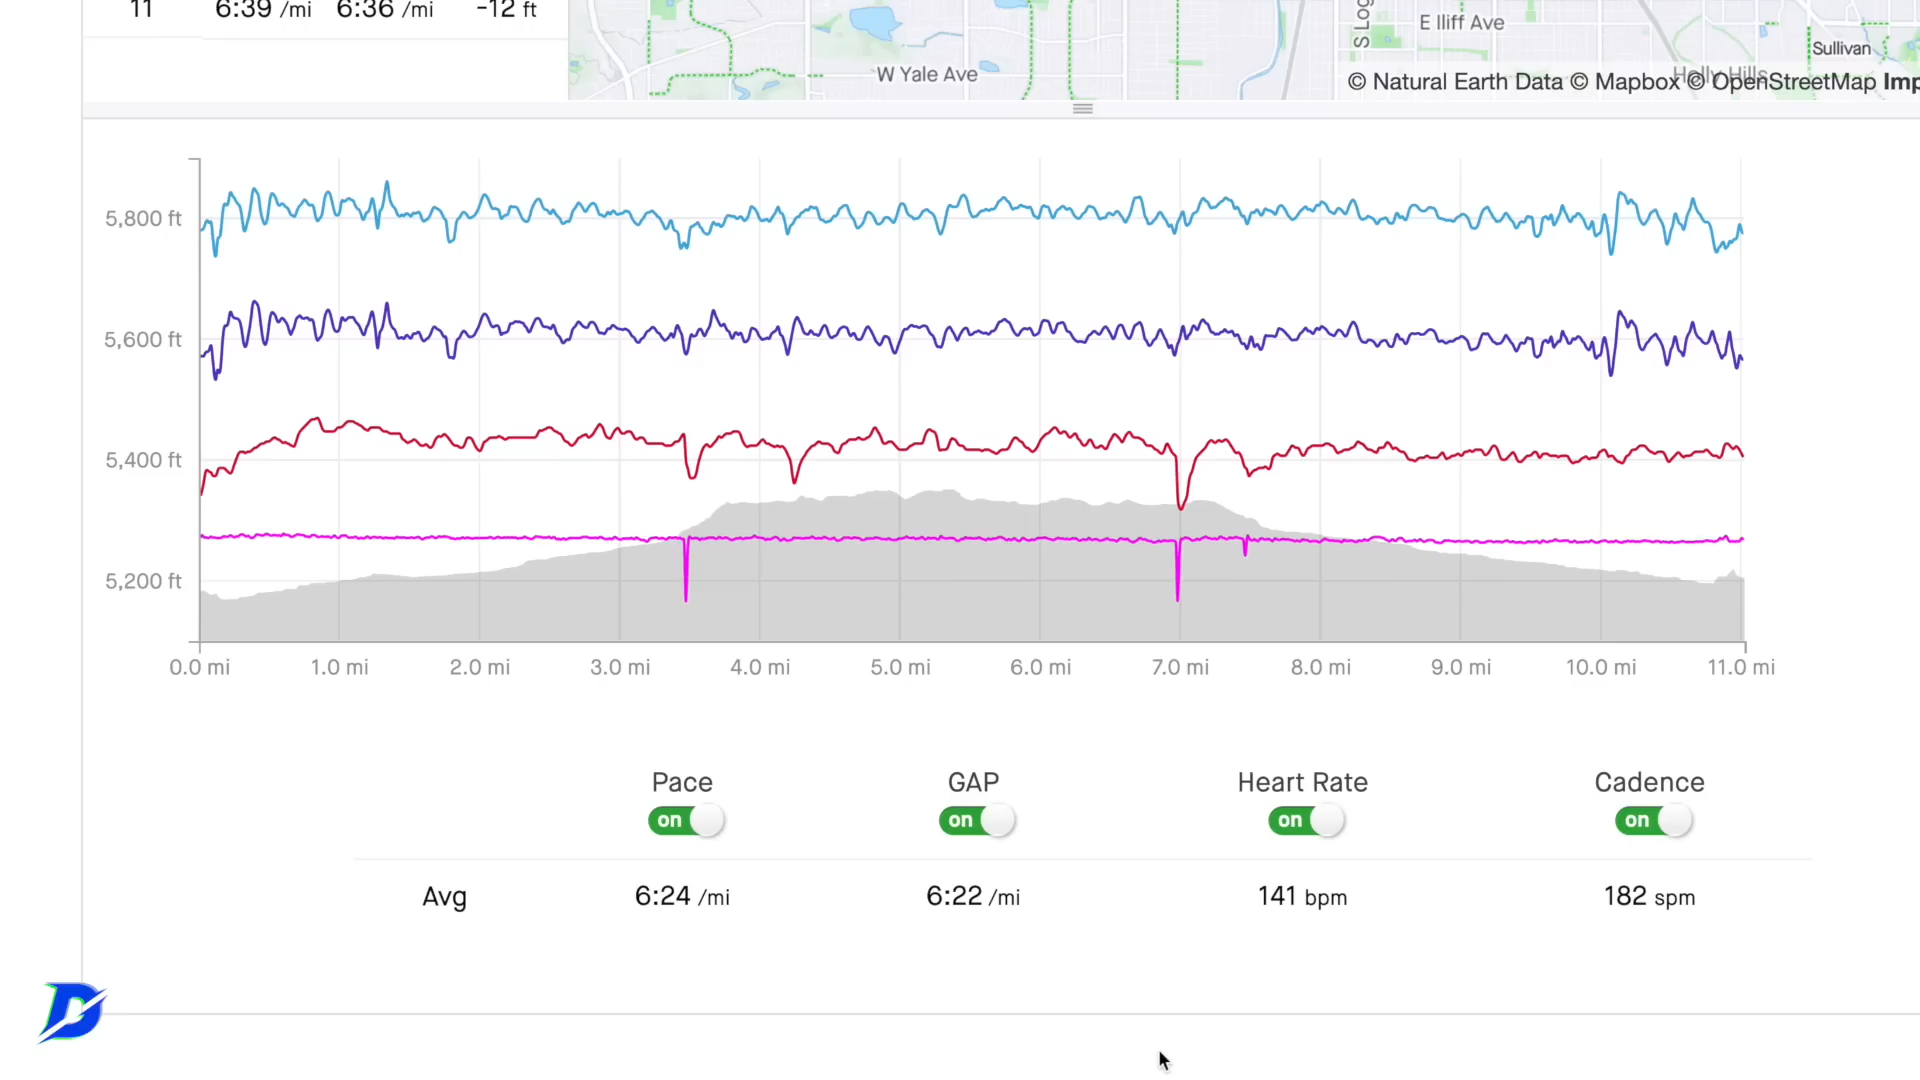 11 6:39 /mi 6:36 /mi -12 ft
S Log
E Iliff Ave
Sullivan
W Yale Ave
Holly Hills
© Natural Earth Data © Mapbox © OpenStreetMap Imp
5,800 ft
5,600 ft
5,400 ft
5,200 ft
0.0 mi 1.0 mi 2.0 mi 3.0 mi 4.0 mi 5.0 mi 6.0 mi 7.0 mi 8.0 mi 9.0 mi 10.0 mi 11.0 mi
Pace GAP Heart Rate Cadence
on on on on
Avg 6:24 /mi 6:22 /mi 141 bpm 182 spm
D